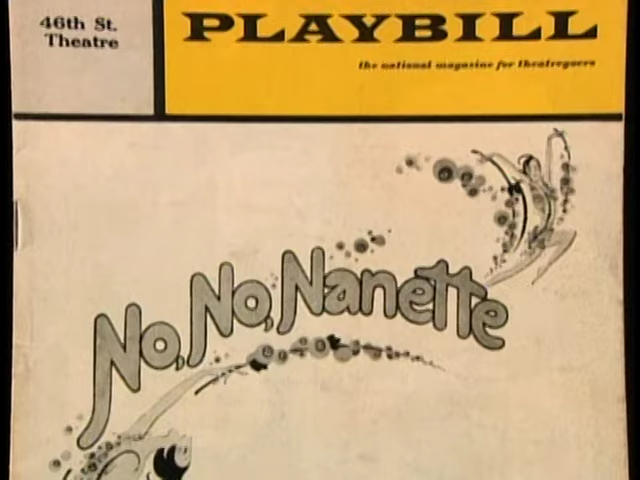 46th St.
Theatre
PLAYBILL
the national magazine for theatregoers
No, No, Nanette